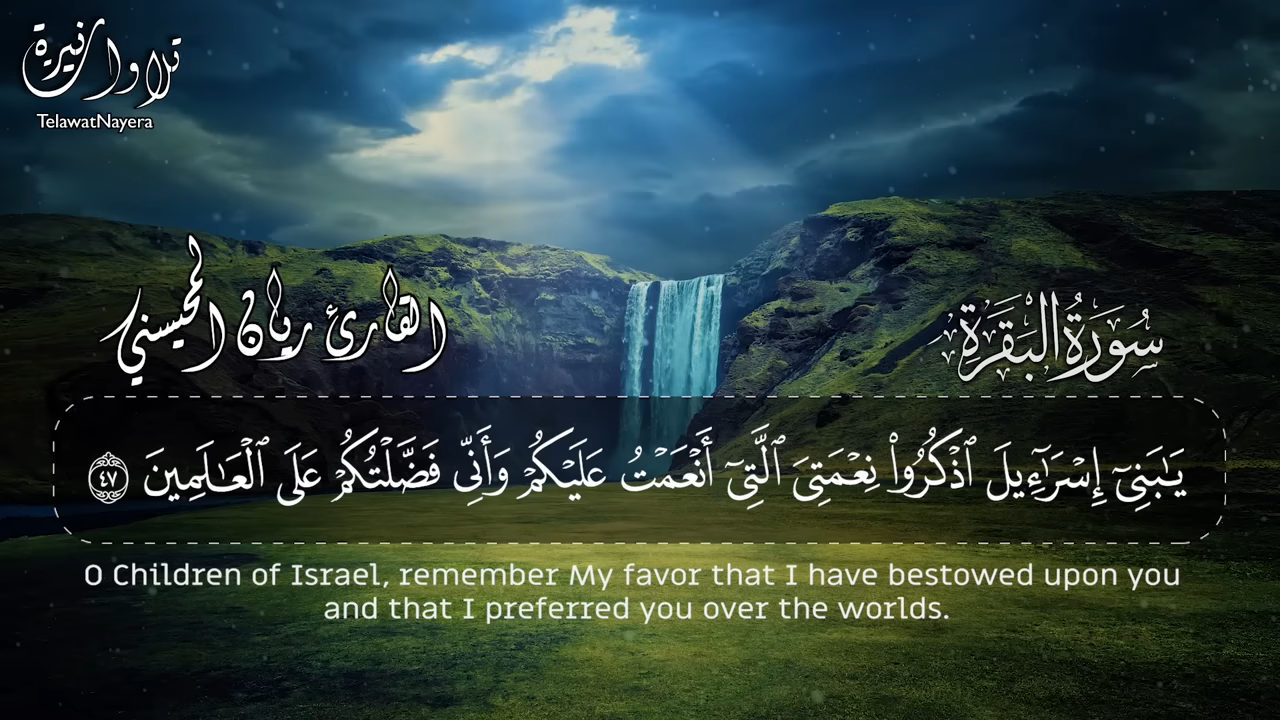 تلاوات نيرة
TelawatNayera
سُورَةُ البَقَرَةِ
القارئ ريان المحيسني
يَـٰبَنِىٓ إِسْرَٰٓءِيلَ ٱذْكُرُوا۟ نِعْمَتِىَ ٱلَّتِىٓ أَنْعَمْتُ عَلَيْكُمْ وَأَنِّى فَضَّلْتُكُمْ عَلَى ٱلْعَـٰلَمِينَ ٤٧
O Children of Israel, remember My favor that I have bestowed upon you
and that I preferred you over the worlds.